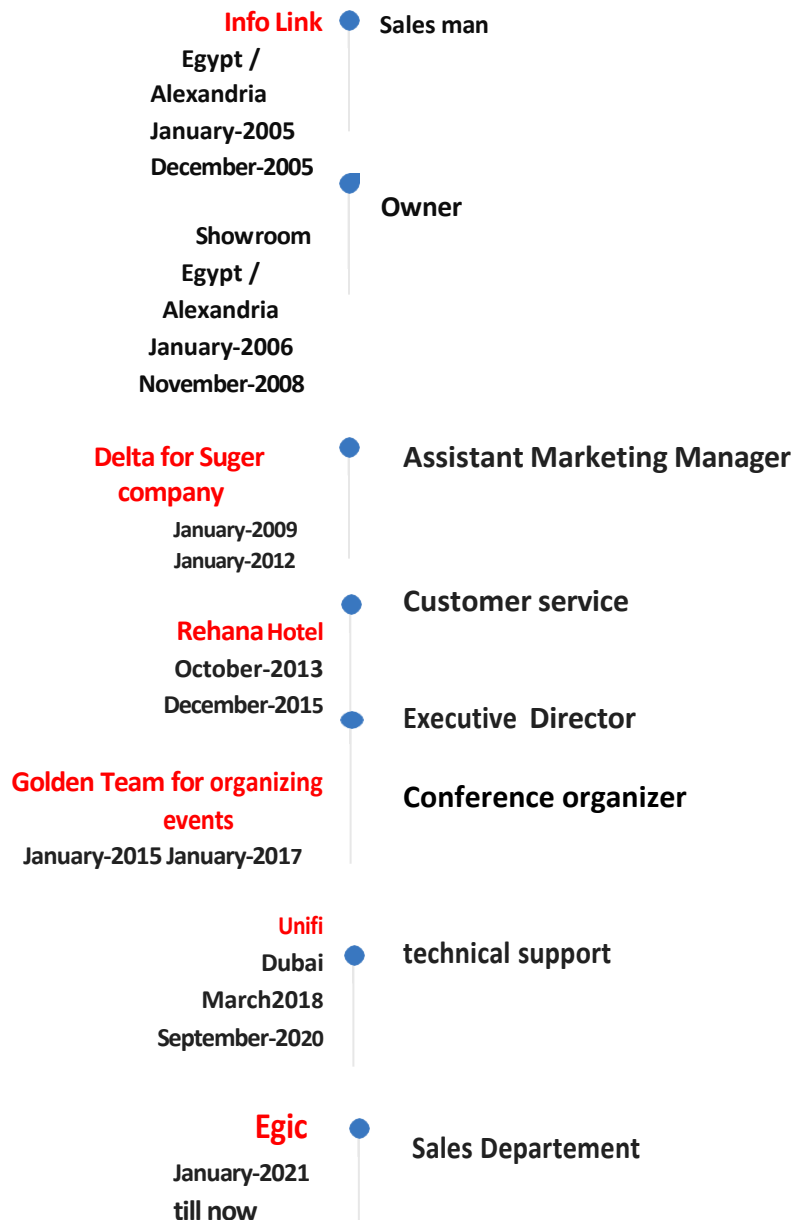 Info Link
Sales man
Egypt /
Alexandria
January-2005
December-2005
Owner
Showroom
Egypt /
Alexandria
January-2006
November-2008
Delta for Suger
company
Assistant Marketing Manager
January-2009
January-2012
Customer service
Rehana Hotel
October-2013
December-2015
Executive Director
Golden Team for organizing
events
Conference organizer
January-2015 January-2017
Unifi
technical support
Dubai
March2018
September-2020
Egic
Sales Departement
January-2021
till now